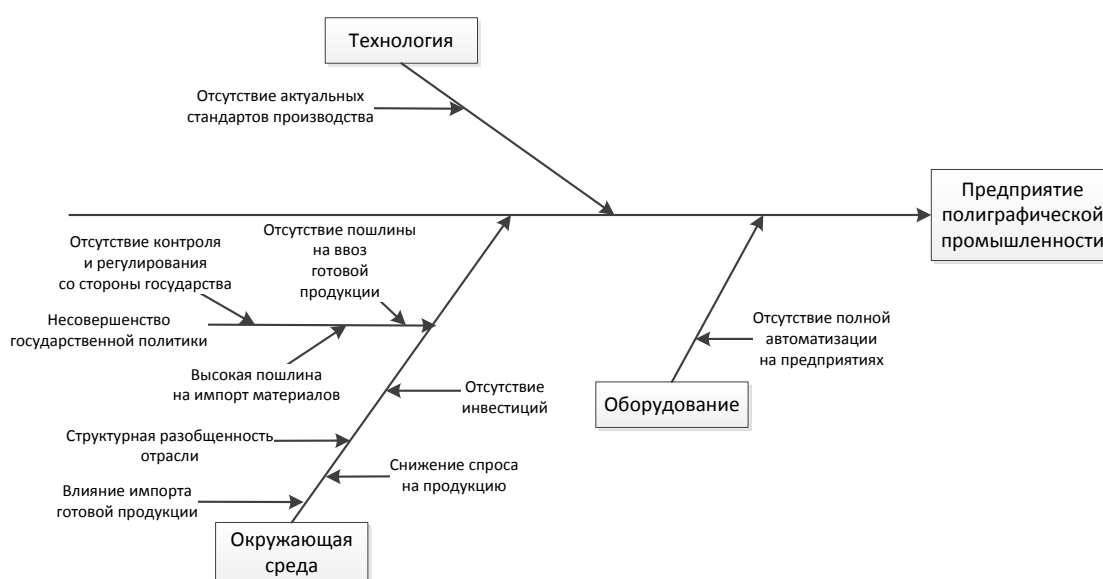 Технология
Отсутствие актуальных
стандартов производства
Предприятие
полиграфической
промышленности
Отсутствие контроля
и регулирования
со стороны государства
Отсутствие пошлины
на ввоз
готовой
продукции
Несовершенство
государственной политики
Высокая пошлина
на импорт материалов
Отсутствие полной
автоматизации
на предприятиях
Отсутствие
инвестиций
Оборудование
Структурная разобщенность
отрасли
Снижение спроса
на продукцию
Влияние импорта
готовой продукции
Окружающая
среда